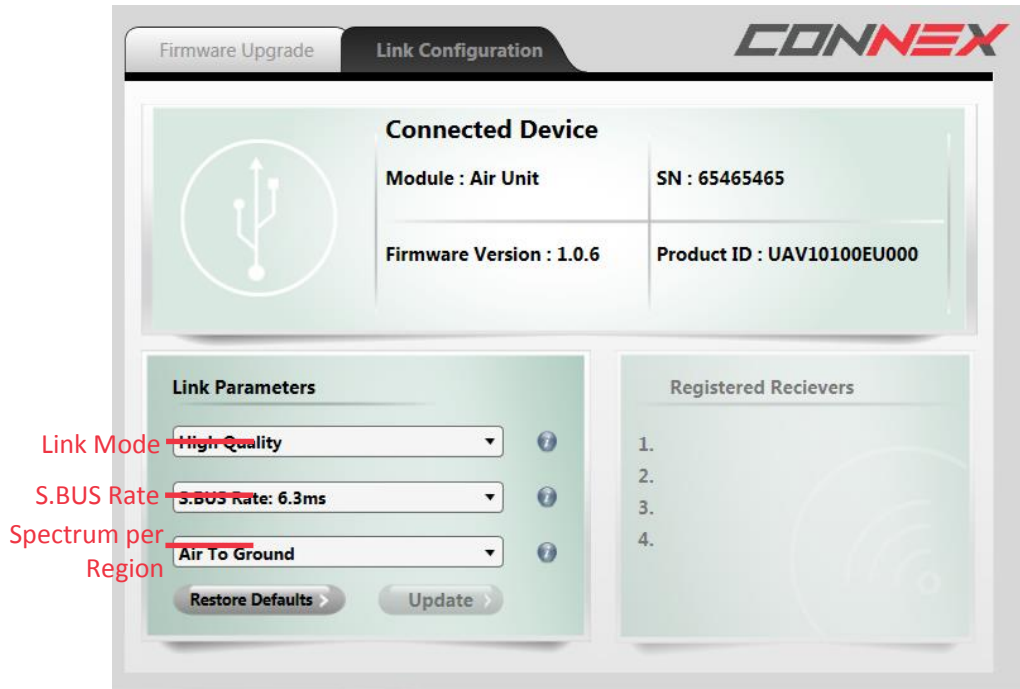 Firmware Upgrade
Link Configuration
CONNEX
Connected Device
Module : Air Unit
SN : 65465465
Firmware Version : 1.0.6
Product ID : UAV10100EU000
Link Parameters
Link Mode
High Quality
S.BUS Rate
S.BUS Rate: 6.3ms
Spectrum per
Region
Air To Ground
Restore Defaults
Update
Registered Recievers
1.
2.
3.
4.